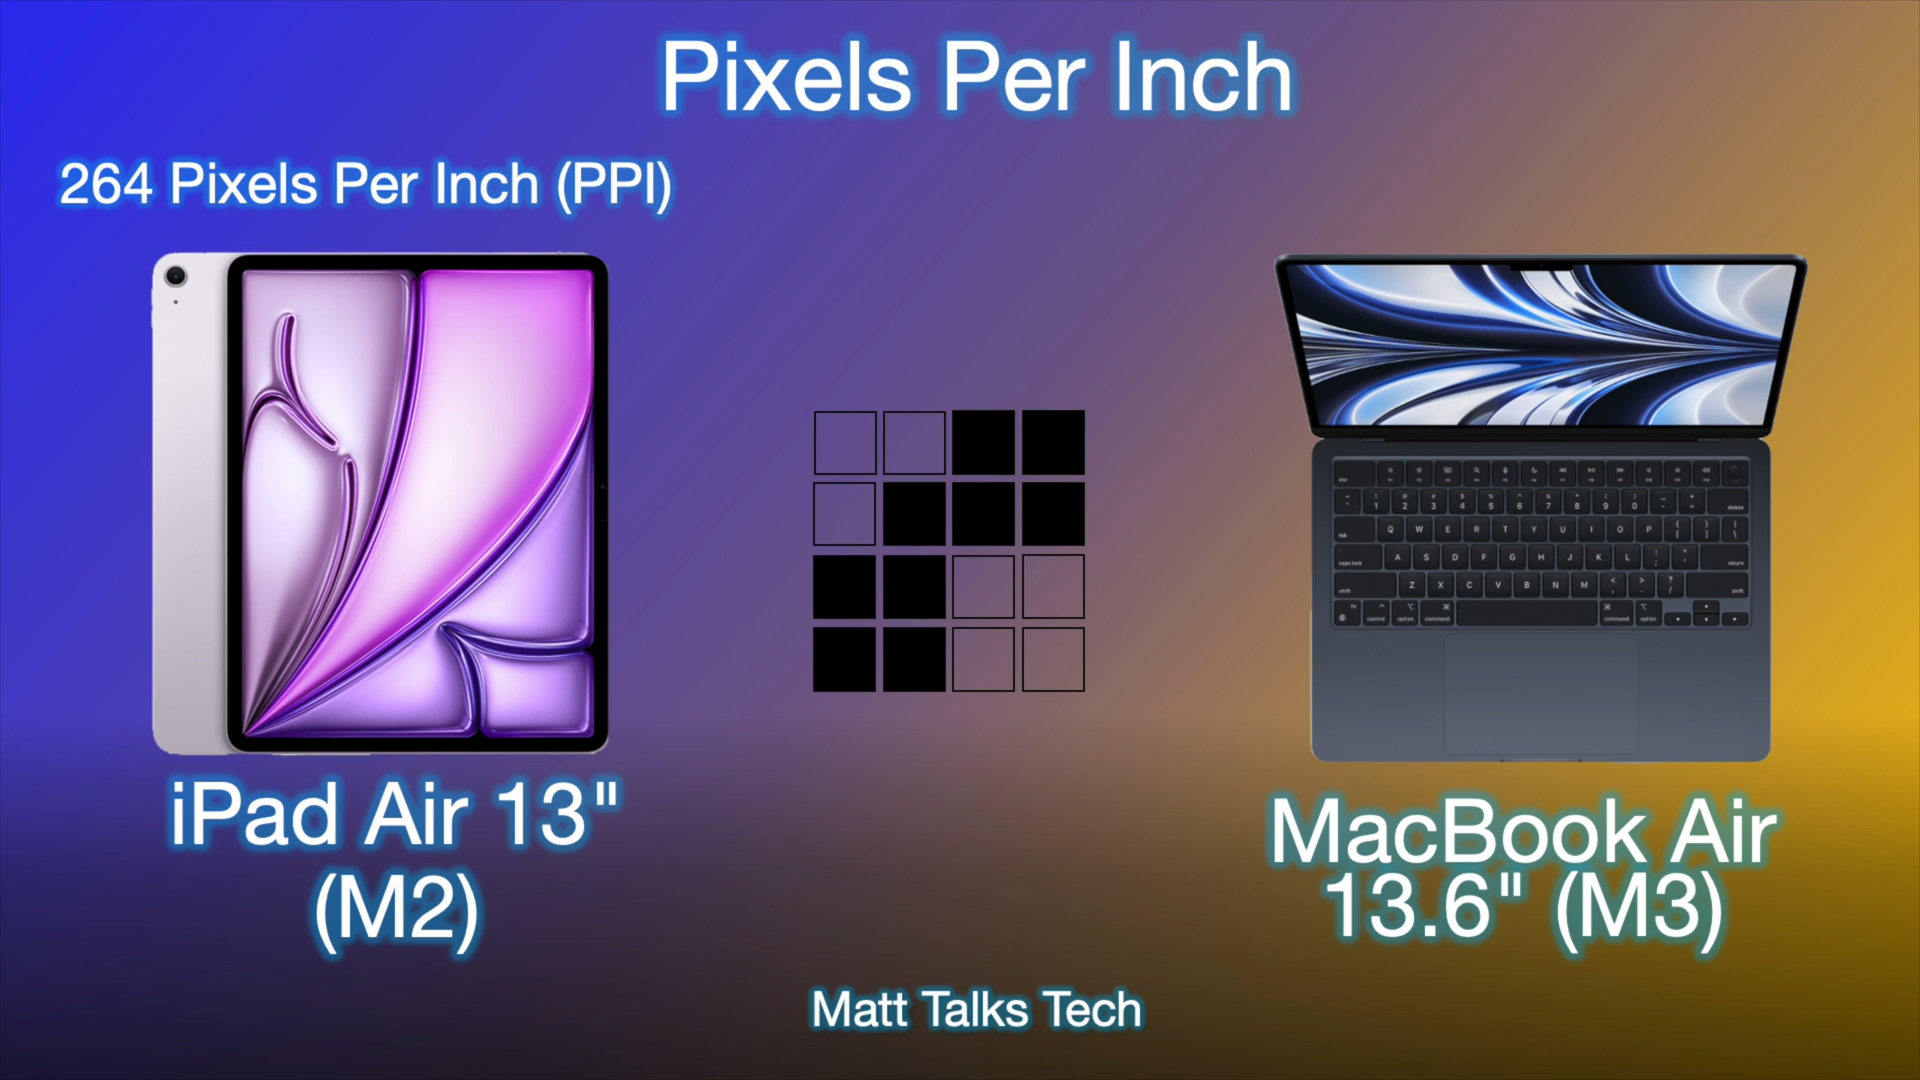 Pixels Per Inch
264 Pixels Per Inch (PPI)
iPad Air 13"
(M2)
MacBook Air
13.6" (M3)
Matt Talks Tech